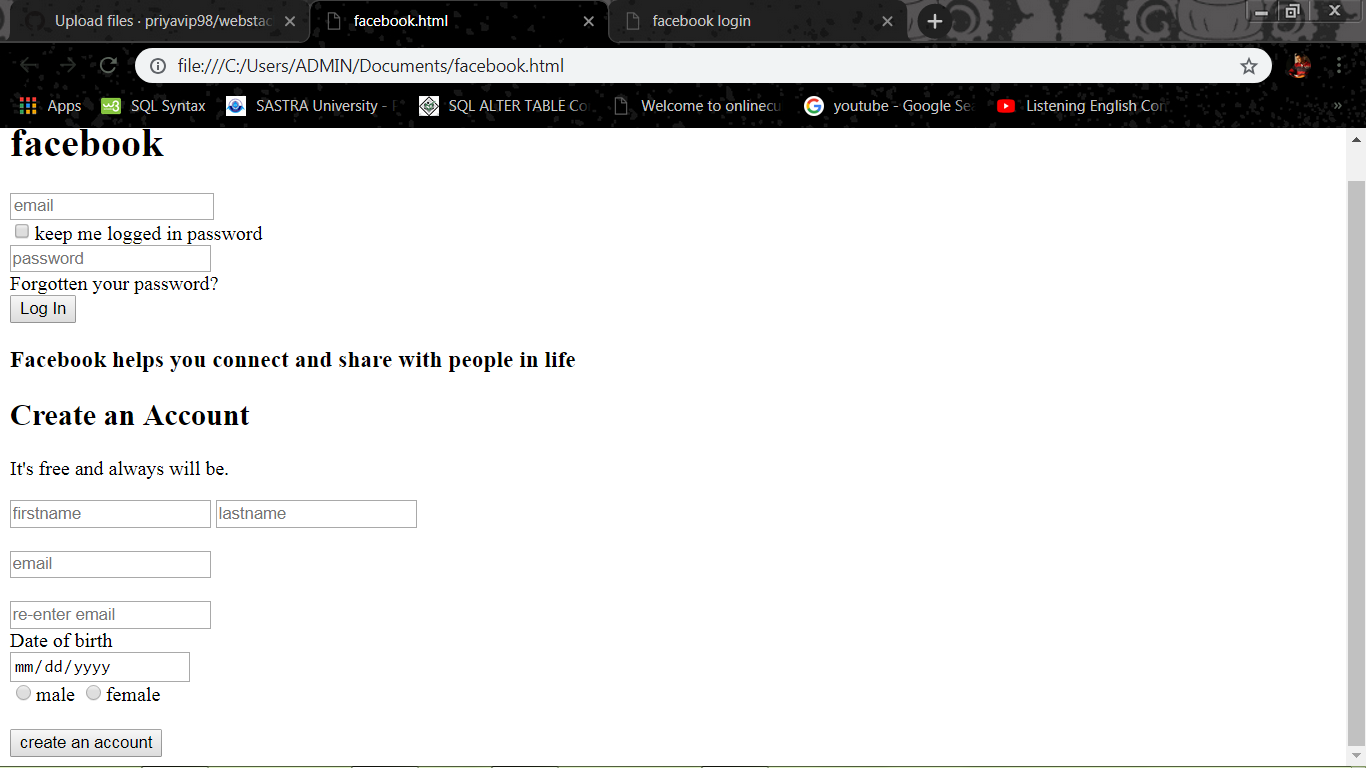 Upload files · priyavip98/webstac
facebook.html
facebook login
file:///C:/Users/ADMIN/Documents/facebook.html
Apps
SQL Syntax
SASTRA University -
SQL ALTER TABLE Co
Welcome to onlinecu
youtube - Google Sea
Listening English Con
»
facebook
email
keep me logged in password
password
Forgotten your password?
Log In
Facebook helps you connect and share with people in life
Create an Account
It's free and always will be.
firstname lastname
email
re-enter email
Date of birth
mm/dd/yyyy
male female
create an account